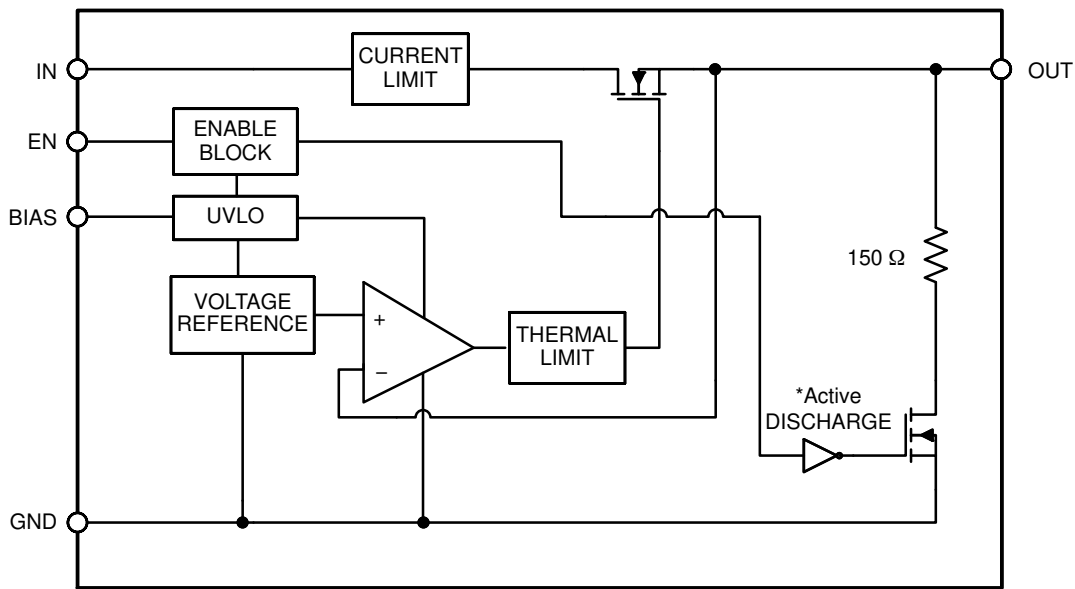 CURRENT
LIMIT
IN
OUT
ENABLE
BLOCK
EN
UVLO
BIAS
150 Ω
VOLTAGE
REFERENCE
+
−
THERMAL
LIMIT
*Active
DISCHARGE
GND